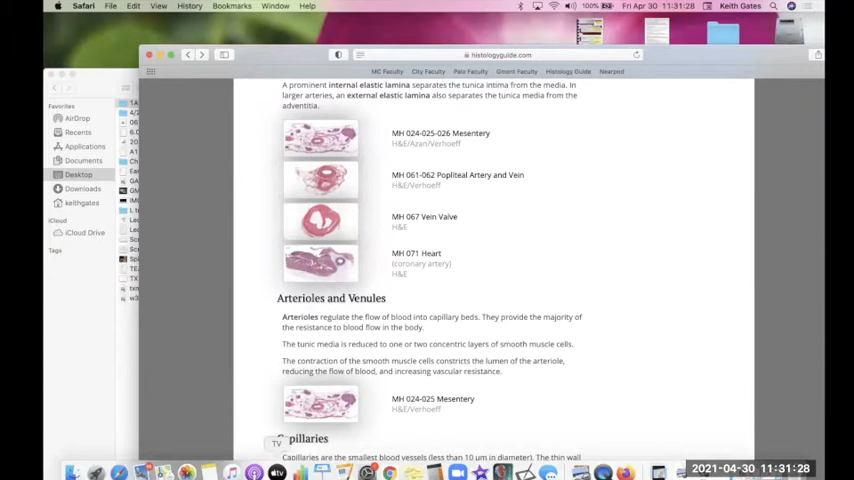 Safari File Edit View History Bookmarks Window Help 100% Fri Apr 30 11:31:28 Keith Gates
histologyguide.com
MC Faculty City Faculty Palo Faculty Gment Faculty Histology Guide Nearpod
Favorites
AirDrop
Recents
Applications
Documents
Desktop
Downloads
keithgates
iCloud
iCloud Drive
Tags
A prominent internal elastic lamina separates the tunica intima from the media. In
larger arteries, an external elastic lamina also separates the tunica media from the
adventitia.
MH 024-025-026 Mesentery
H&E/Azan/Verhoeff
MH 061-062 Popliteal Artery and Vein
H&E/Verhoeff
MH 067 Vein Valve
H&E
MH 071 Heart
(coronary artery)
H&E
Arterioles and Venules
Arterioles regulate the flow of blood into capillary beds. They provide the majority of
the resistance to blood flow in the body.
The tunic media is reduced to one or two concentric layers of smooth muscle cells.
The contraction of the smooth muscle cells constricts the lumen of the arteriole,
reducing the flow of blood, and increasing vascular resistance.
MH 024-025 Mesentery
H&E/Verhoeff
TV
pillaries
Capillaries are the smallest blood vessels (less than 10 μm in diameter). The thin wall
2021-04-30 11:31:28